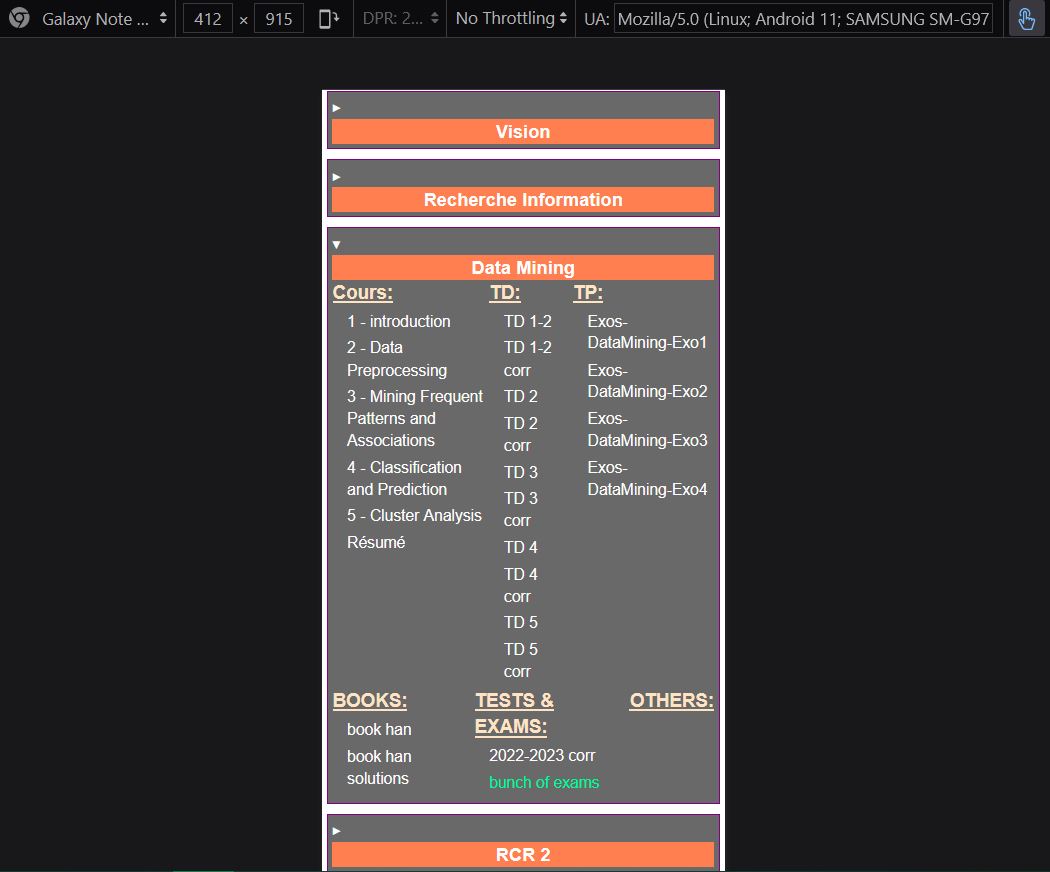 Galaxy Note ... 412 × 915 DPR: 2... No Throttling UA: Mozilla/5.0 (Linux; Android 11; SAMSUNG SM-G97
Vision
Recherche Information
Data Mining
Cours:
1 - introduction
2 - Data
Preprocessing
3 - Mining Frequent
Patterns and
Associations
4 - Classification
and Prediction
5 - Cluster Analysis
Résumé
TD:
TD 1-2
TD 1-2
corr
TD 2
TD 2
corr
TD 3
TD 3
corr
TD 4
TD 4
corr
TD 5
TD 5
corr
TP:
Exos-
DataMining-Exo1
Exos-
DataMining-Exo2
Exos-
DataMining-Exo3
Exos-
DataMining-Exo4
BOOKS:
book han
book han
solutions
TESTS &
EXAMS:
2022-2023 corr
bunch of exams
OTHERS:
RCR 2